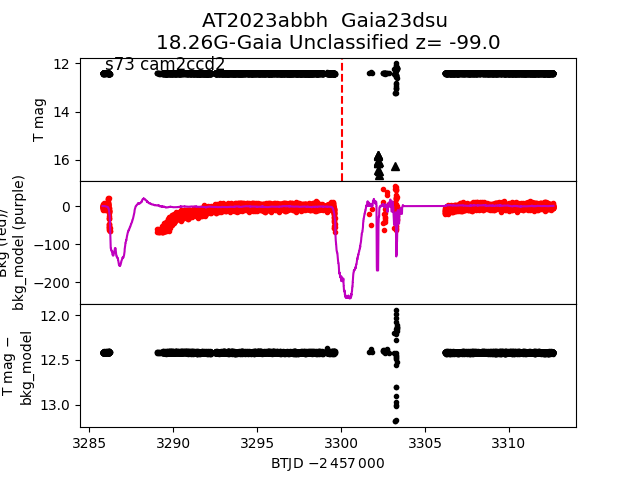 AT2023abbh  Gaia23dsu
18.26G-Gaia Unclassified z= -99.0
s73 cam2ccd2
12
14
16
T mag
0
−100
−200
Bkg (red)/
bkg_model (purple)
12.0
12.5
13.0
T mag −
bkg_model
3285
3290
3295
3300
3305
3310
BTJD −2 457 000